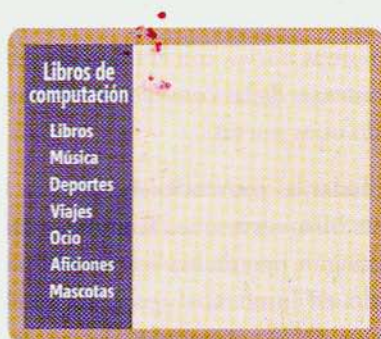 Libros de
computación
Libros
Música
Deportes
Viajes
Ocio
Aficiones
Mascotas